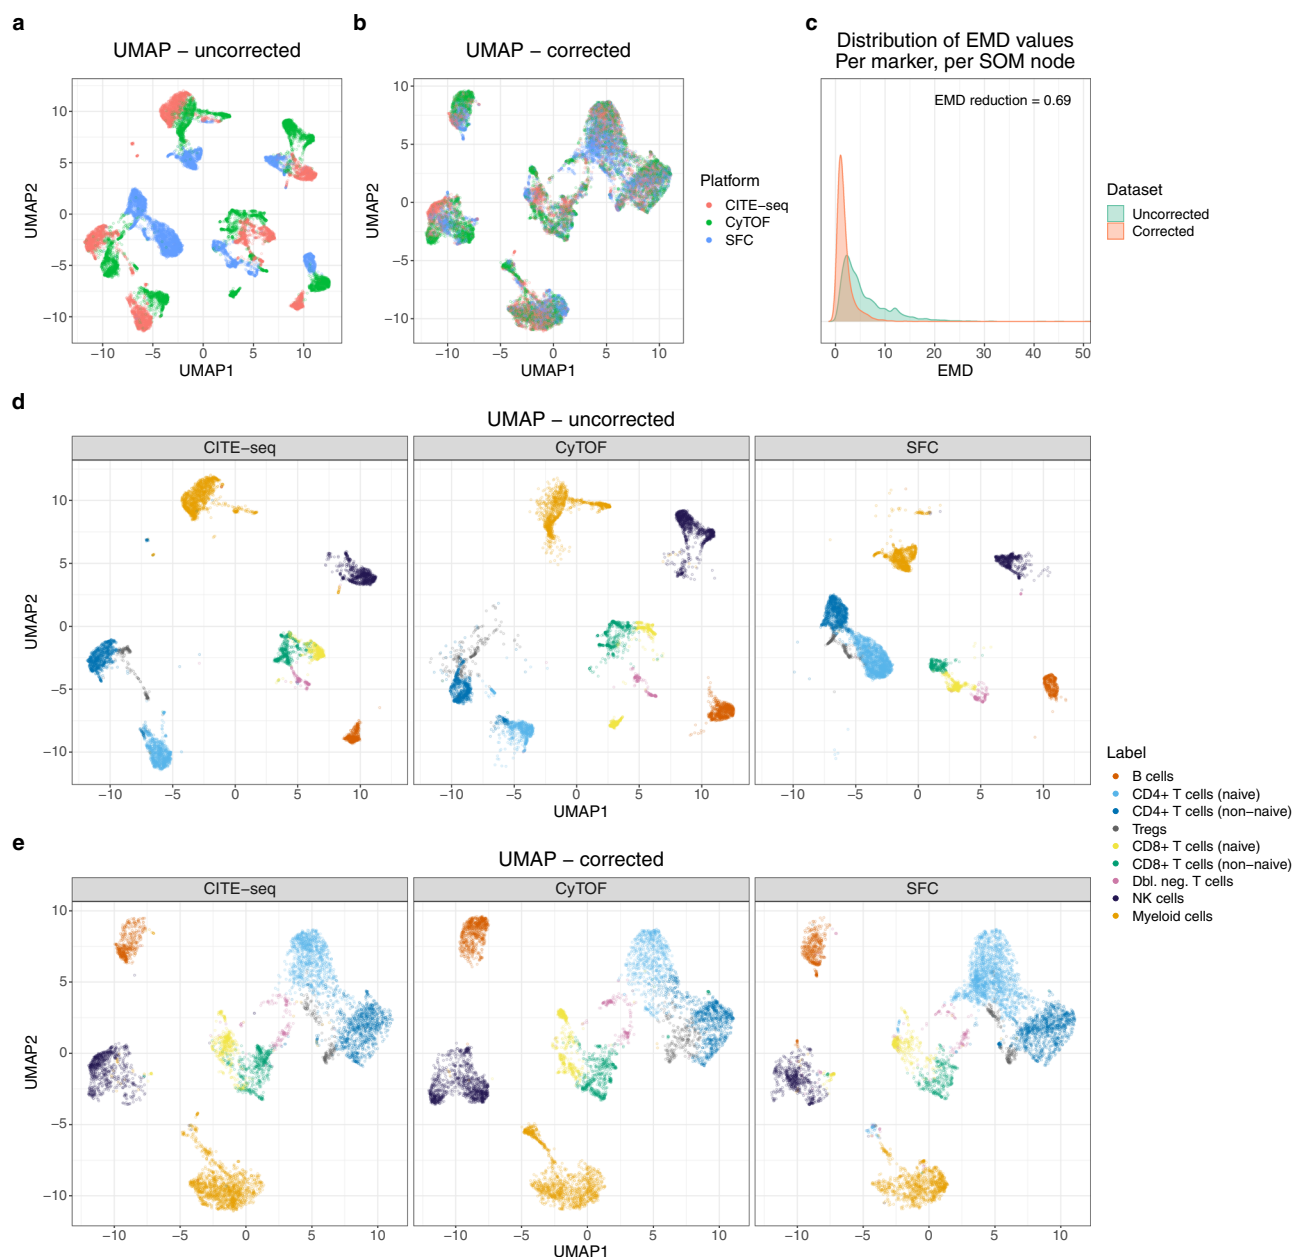 a
UMAP – uncorrected
10
5
0
−5
−10
UMAP2
−10 −5 0 5 10
UMAP1
b
UMAP – corrected
10
5
0
−5
−10
UMAP2
−10 −5 0 5 10
UMAP1
Platform
CITE−seq
CyTOF
SFC
c
Distribution of EMD values
Per marker, per SOM node
EMD reduction = 0.69
0 10 20 30 40 50
EMD
Dataset
Uncorrected
Corrected
d
UMAP – uncorrected
CITE−seq CyTOF SFC
10
5
0
−5
−10
UMAP2
−10 −5 0 5 10 −10 −5 0 5 10 −10 −5 0 5 10
UMAP1
Label
B cells
CD4+ T cells (naive)
CD4+ T cells (non−naive)
Tregs
CD8+ T cells (naive)
CD8+ T cells (non−naive)
Dbl. neg. T cells
NK cells
Myeloid cells
e
UMAP – corrected
CITE−seq CyTOF SFC
10
5
0
−5
−10
UMAP2
−10 −5 0 5 10 −10 −5 0 5 10 −10 −5 0 5 10
UMAP1